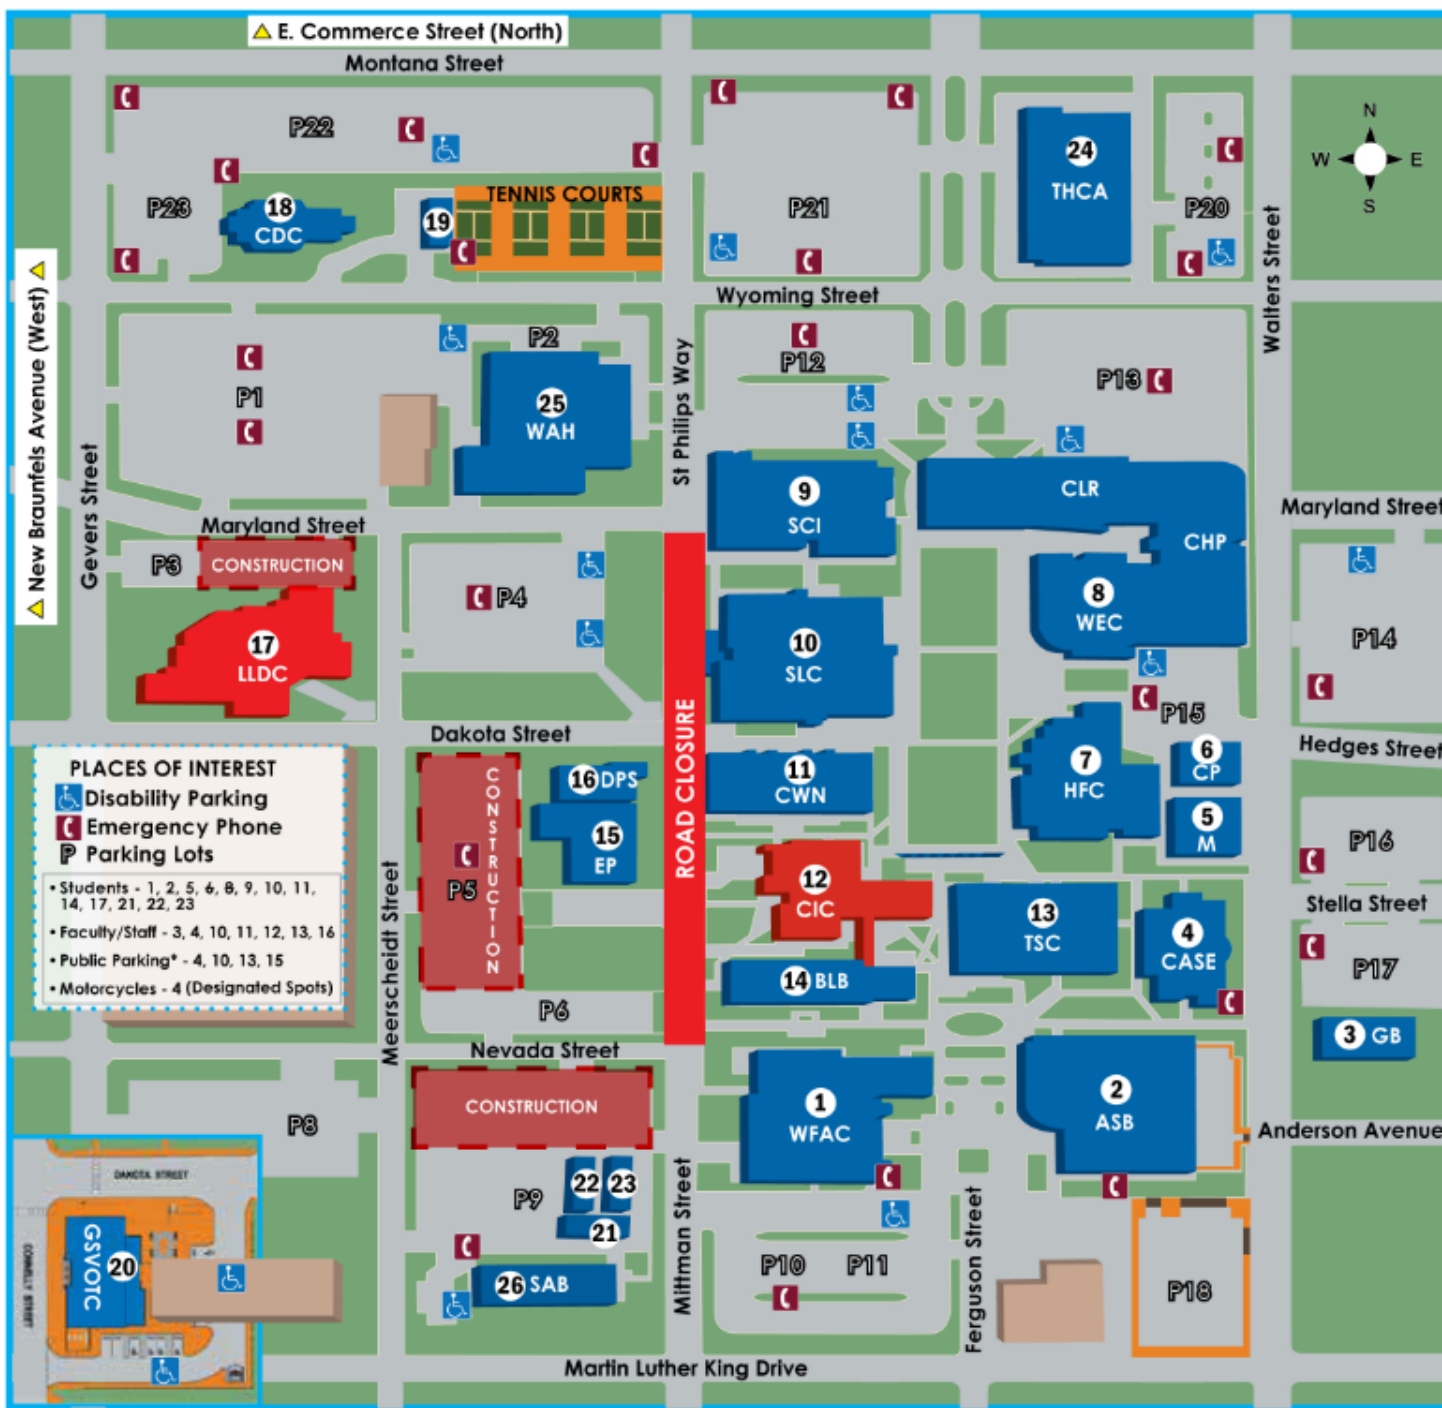 E. Commerce Street (North)
Montana Street
P22
24
THCA
N
W E
S
P23
18
CDC
19
TENNIS COURTS
P21
P20
New Braunfels Avenue (West)
Wyoming Street
Walters Street
P1
P2
P12
P13
25
WAH
St Philips Way
Gevers Street
9
SCI
CLR
CHP
Maryland Street
Maryland Street
P3
CONSTRUCTION
P4
8
WEC
17
LLDC
10
SLC
P14
ROAD CLOSURE
P15
Dakota Street
Hedges Street
PLACES OF INTEREST
Disability Parking
Emergency Phone
P Parking Lots
• Students - 1, 2, 5, 6, 8, 9, 10, 11,
14, 17, 21, 22, 23
• Faculty/Staff - 3, 4, 10, 11, 12, 13, 16
• Public Parking* - 4, 10, 13, 15
• Motorcycles - 4 (Designated Spots)
CONSTRUCTION
P5
16 DPS
15
EP
11
CWN
7
HFC
6
CP
5
M
P16
12
CIC
13
TSC
4
CASE
Stella Street
P17
14 BLB
Meerscheidt Street
P6
Nevada Street
3 GB
CONSTRUCTION
1
WFAC
2
ASB
Anderson Avenue
P8
DAKOTA STREET
CONNELLY STREET
GSVOTC
20
P9
22
23
21
26 SAB
Mittman Street
P10
P11
Ferguson Street
P18
Martin Luther King Drive